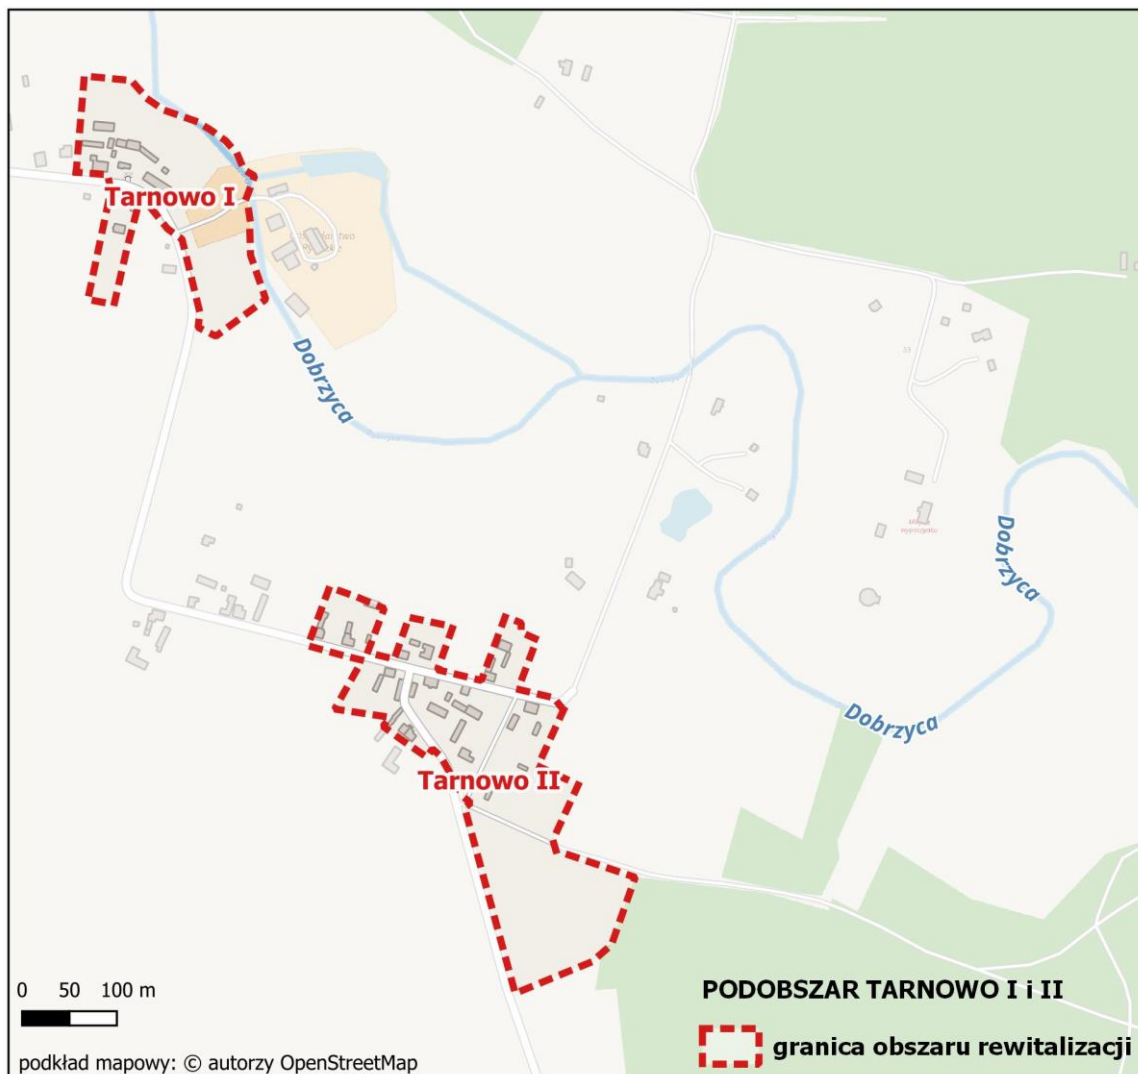 Tarnowo I
Dobrzyca
53
Dobrzyca
Dobrzyca
Tarnowo II
0 50 100 m
PODOBSZAR TARNOWO I i II
granica obszaru rewitalizacji
podkład mapowy: © autorzy OpenStreetMap